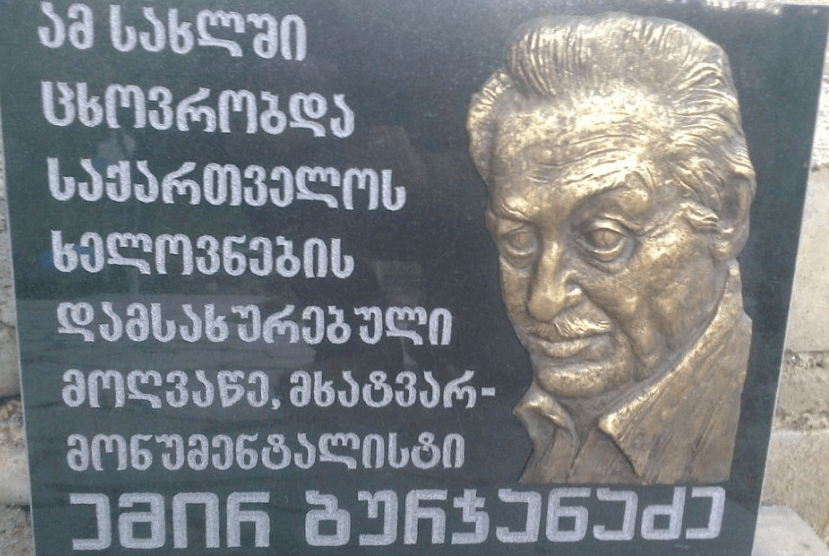 ამ სახლში
ცხოვრობდა
საქართველოს
ხელოვნების
დამსახურებული
მოღვაწე, მხატვარ-
მონუმენტალისტი
ემირ ბურჯანაძე